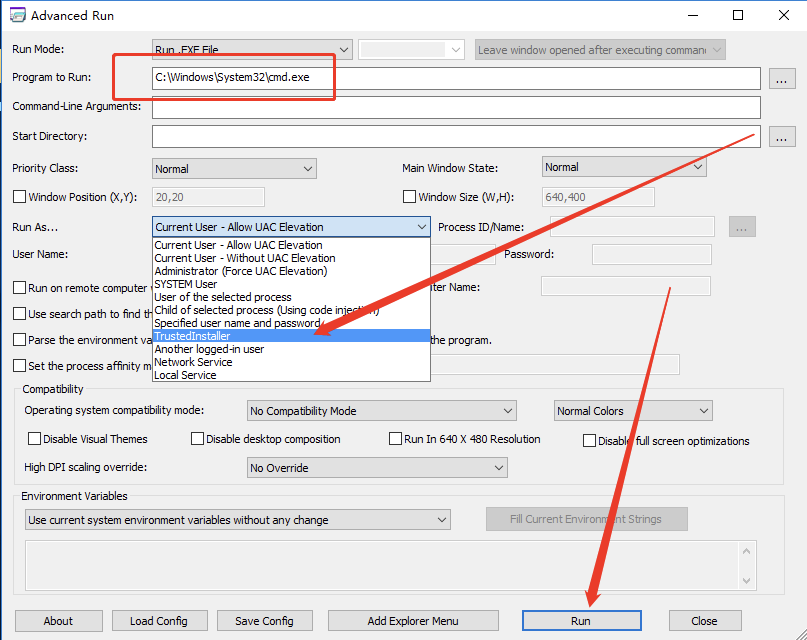 Advanced Run
Run Mode: Run .EXE File Leave window opened after executing command
Program to Run: C:\Windows\System32\cmd.exe ...
Command-Line Arguments:
Start Directory: ...
Priority Class: Normal Main Window State: Normal
Window Position (X,Y): 20,20 Window Size (W,H): 640,400
Run As... Current User - Allow UAC Elevation Process ID/Name: ...
User Name: Password:
Current User - Allow UAC Elevation
Current User - Without UAC Elevation
Administrator (Force UAC Elevation)
SYSTEM User
User of the selected process
Child of selected process (Using code injection)
Specified user name and password
TrustedInstaller
Another logged-in user
Network Service
Local Service
Run on remote computer ter Name:
Use search path to find th
Parse the environment va the program.
Set the process affinity m
Compatibility
Operating system compatibility mode: No Compatibility Mode Normal Colors
Disable Visual Themes Disable desktop composition Run In 640 X 480 Resolution Disable full screen optimizations
High DPI scaling override: No Override
Environment Variables
Use current system environment variables without any change Fill Current Environment Strings
About Load Config Save Config Add Explorer Menu Run Close